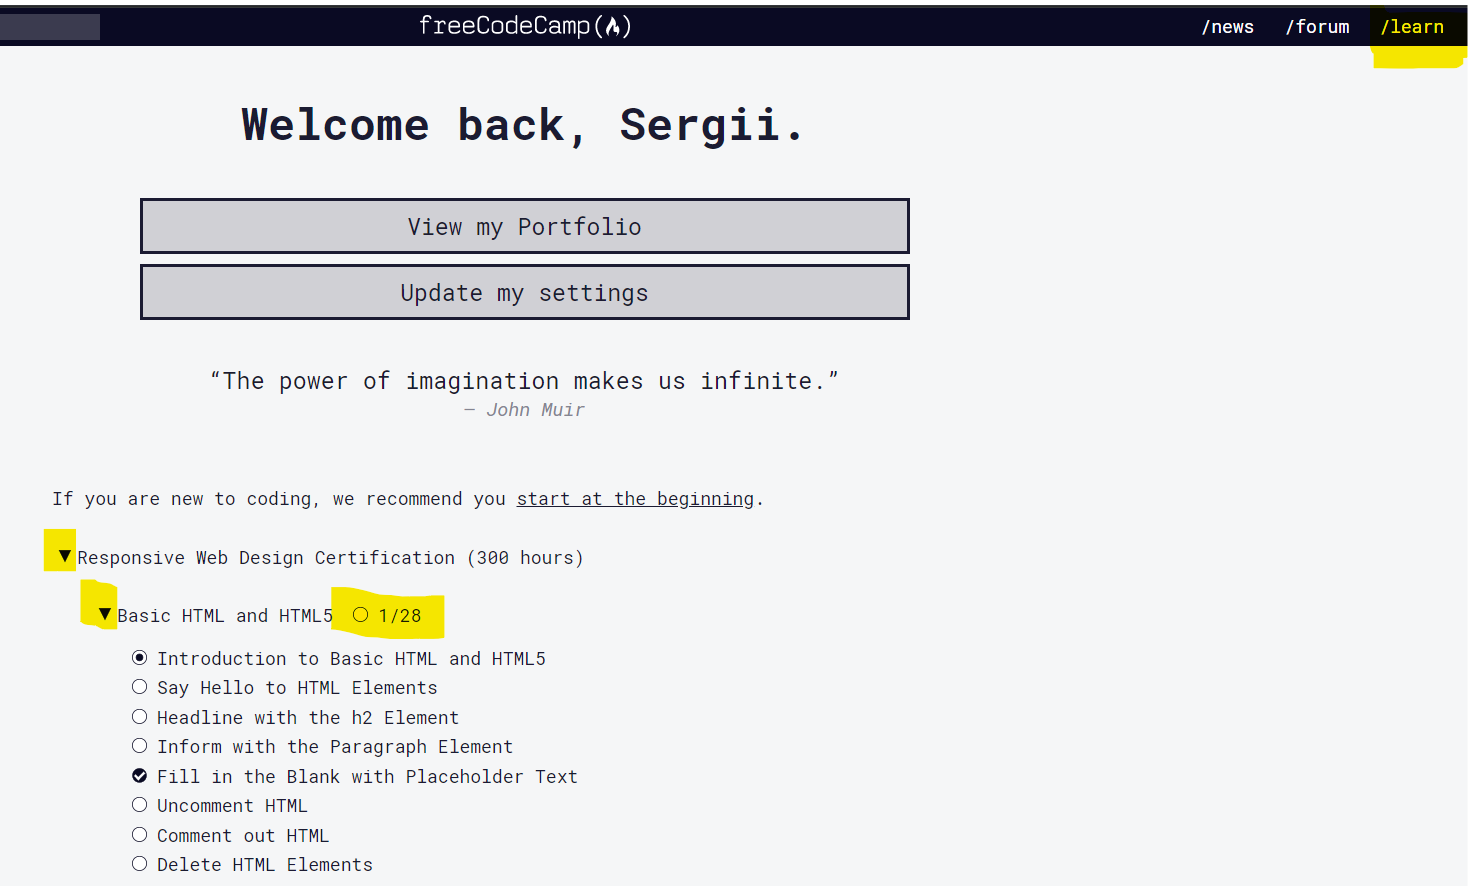 freeCodeCamp(🔥)
/news /forum /learn
Welcome back, Sergii.
View my Portfolio
Update my settings
“The power of imagination makes us infinite.”
— John Muir
If you are new to coding, we recommend you start at the beginning.
▼Responsive Web Design Certification (300 hours)
▼Basic HTML and HTML5 1/28
Introduction to Basic HTML and HTML5
Say Hello to HTML Elements
Headline with the h2 Element
Inform with the Paragraph Element
Fill in the Blank with Placeholder Text
Uncomment HTML
Comment out HTML
Delete HTML Elements